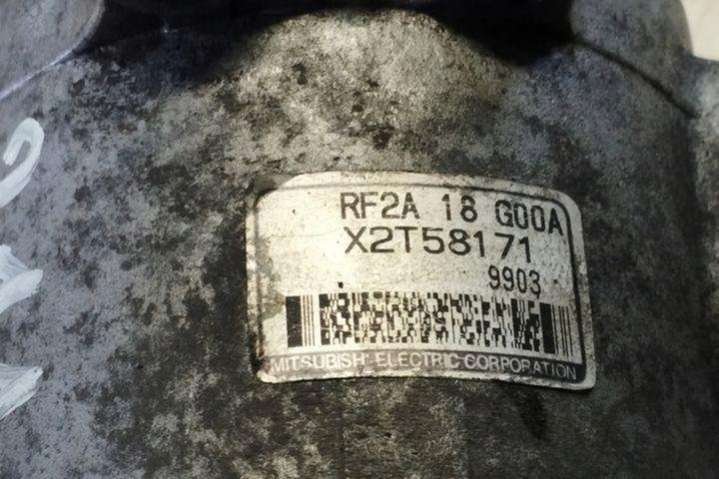 RF2A 18 G00A
X2T58171
9903
MITSUBISHI ELECTRIC CORPORATION